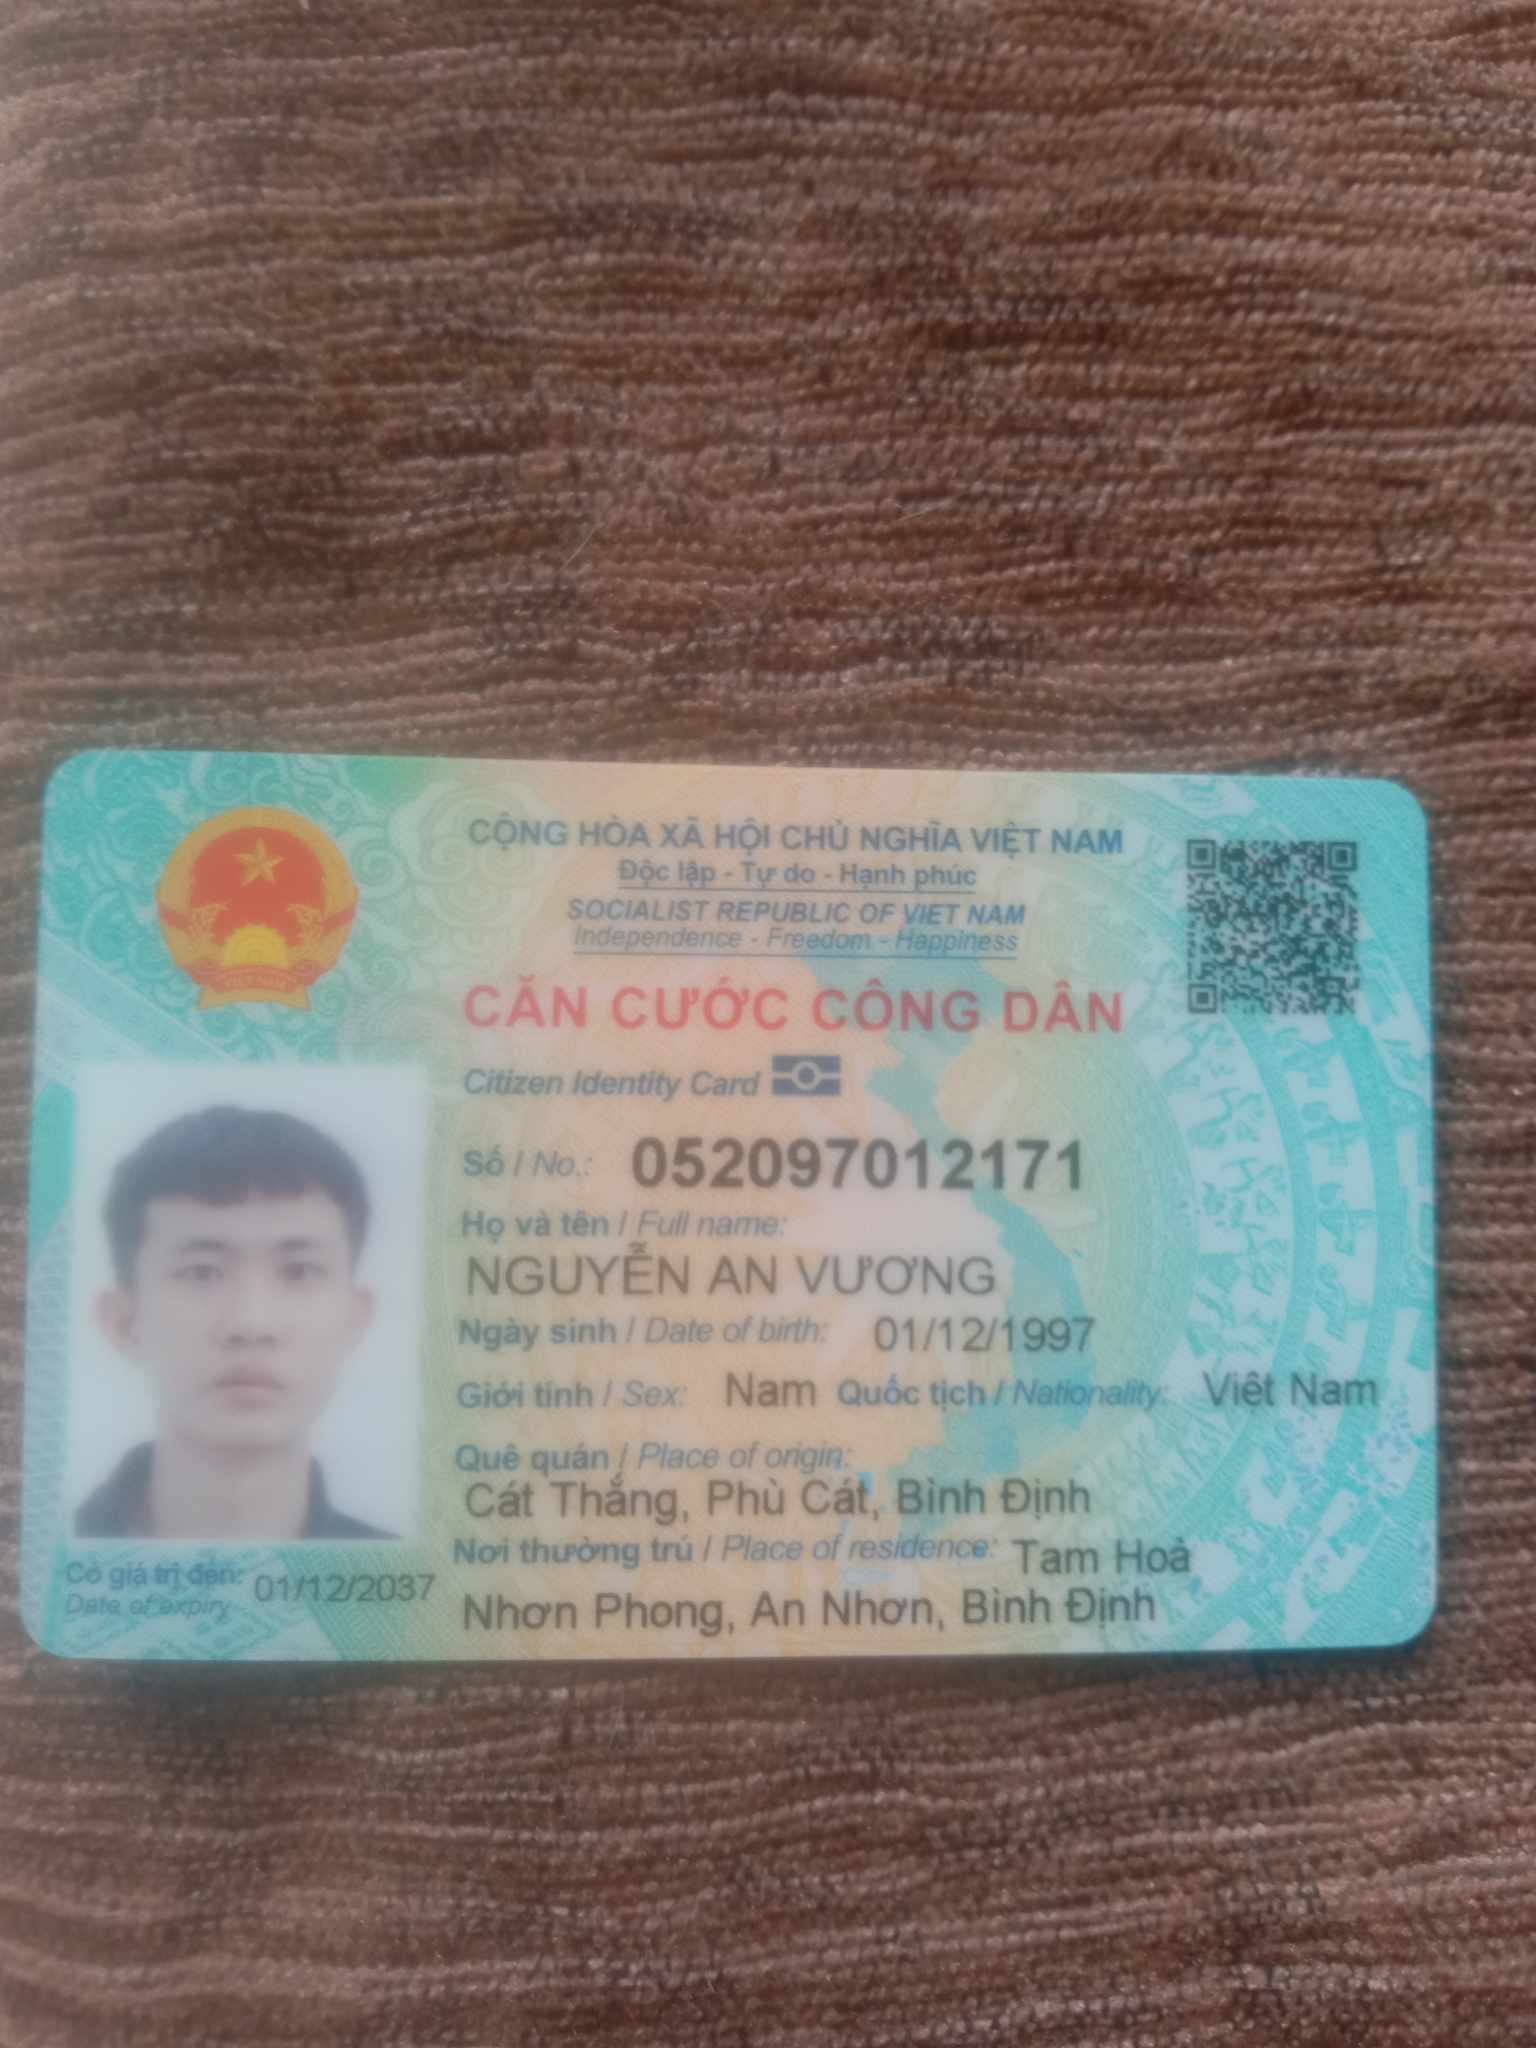 CỘNG HÒA XÃ HỘI CHỦ NGHĨA VIỆT NAM
Độc lập - Tự do - Hạnh phúc
SOCIALIST REPUBLIC OF VIET NAM
Independence - Freedom - Happiness
CĂN CƯỚC CÔNG DÂN
Citizen Identity Card
Số / No.: 052097012171
Họ và tên / Full name:
NGUYỄN AN VƯƠNG
Ngày sinh / Date of birth: 01/12/1997
Giới tính / Sex: Nam Quốc tịch / Nationality: Việt Nam
Quê quán / Place of origin:
Cát Thắng, Phù Cát, Bình Định
Nơi thường trú / Place of residence: Tam Hoà
Nhơn Phong, An Nhơn, Bình Định
Có giá trị đến: 01/12/2037
Date of expiry